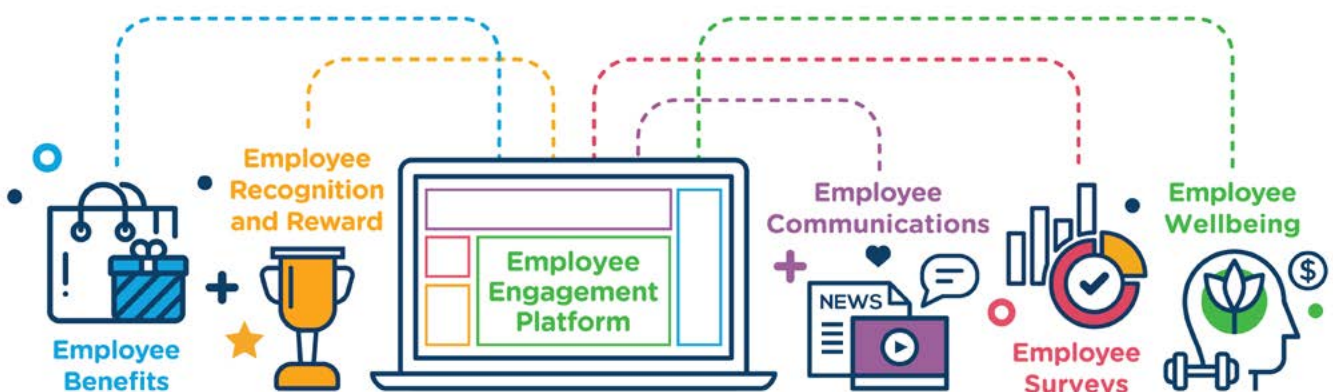 Employee
Benefits
Employee
Recognition
and Reward
Employee
Engagement
Platform
Employee
Communications
NEWS
Employee
Surveys
Employee
Wellbeing
$